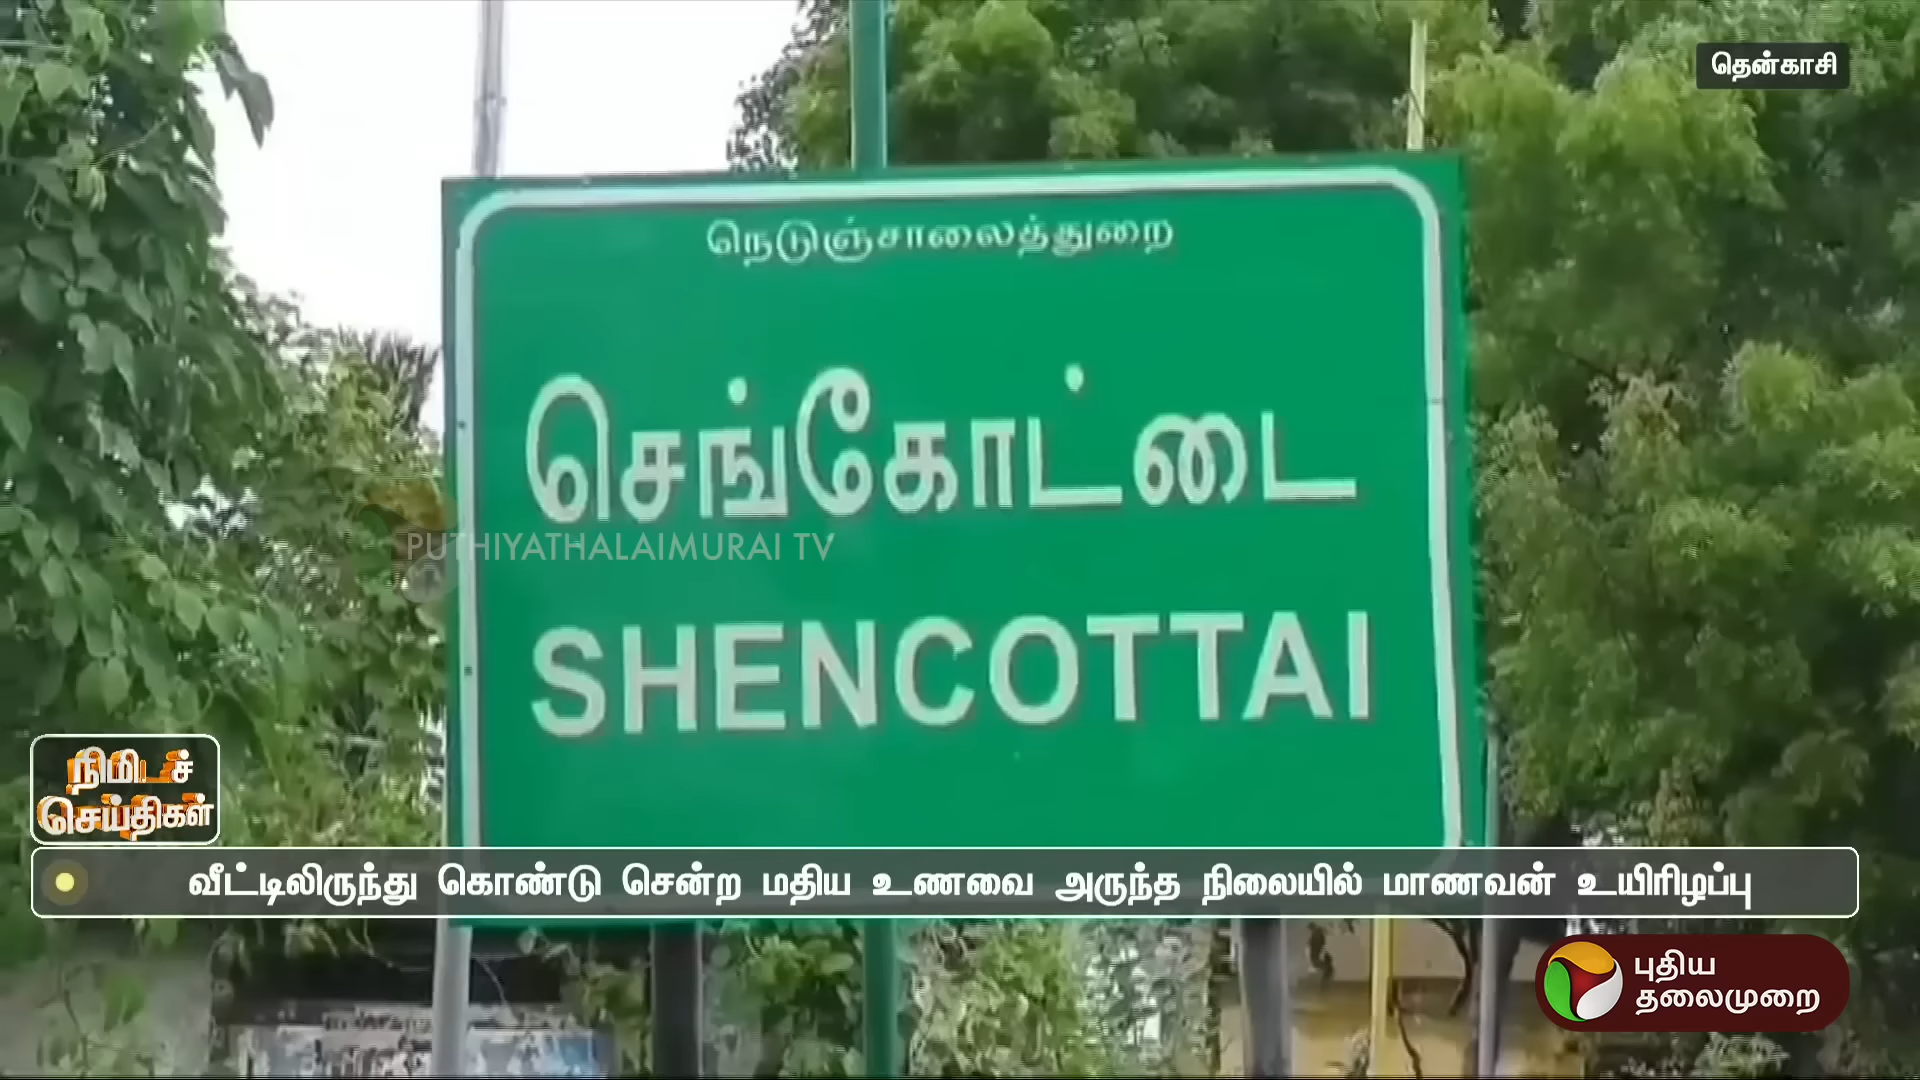 தென்காசி
நெடுஞ்சாலைத்துறை
செங்கோட்டை
PUTHIYATHALAIMURAI TV
SHENCOTTAI
நிமிடச்
செய்திகள்
வீட்டிலிருந்து கொண்டு சென்ற மதிய உணவை அருந்த நிலையில் மாணவன் உயிரிழப்பு
புதிய
தலைமுறை